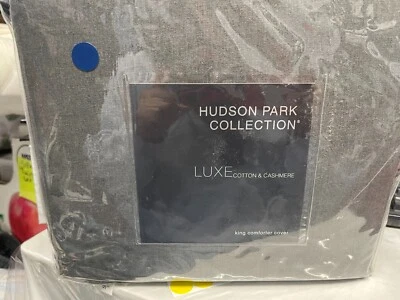 HUDSON PARK
COLLECTION®
LUXE COTTON & CASHMERE
king comforter cover